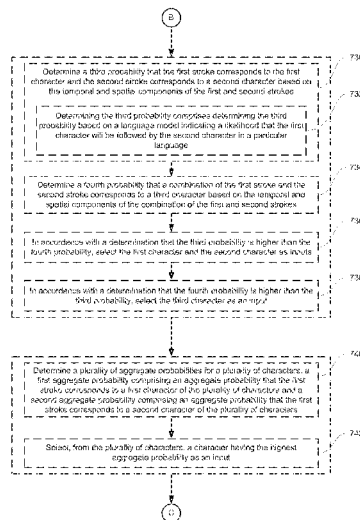 B
Determine a third probability that the first stroke corresponds to the first
character and the second stroke corresponds to a second character based on
the temporal and spatial components of the first and second strokes
Determining the third probability comprises determining the third
probability based on a language model indicating a likelihood that the first
character will be followed by the second character in a particular
language
Determine a fourth probability that a combination of the first stroke and the
second stroke corresponds to a third character based on the temporal and
spatial components of the combination of the first and second strokes
In accordance with a determination that the third probability is higher than the
fourth probability, select the first character and the second character as inputs
In accordance with a determination that the fourth probability is higher than the
third probability, select the third character as an input
Determine a plurality of aggregate probabilities for a plurality of characters, a
first aggregate probability comprising an aggregate probability that the first
stroke corresponds to a first character of the plurality of characters and a
second aggregate probability comprising an aggregate probability that the first
stroke corresponds to a second character of the plurality of characters
Select, from the plurality of characters, a character having the highest
aggregate probability as an input
C